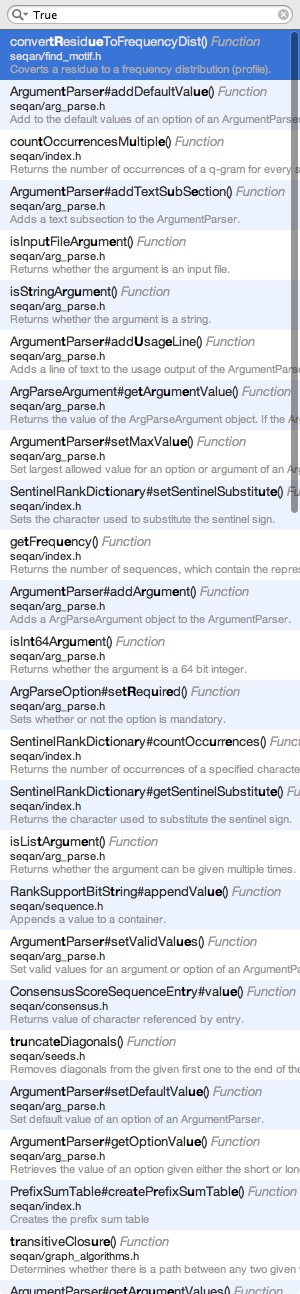 True
convertResidueToFrequencyDist() Function
seqan/find_motif.h
Coverts a residue to a frequency distribution (profile).
ArgumentParser#addDefaultValue() Function
seqan/arg_parse.h
Add to the default values of an option of an ArgumentParser.
countOccurrencesMultiple() Function
seqan/index.h
Returns the number of occurrences of a q-gram for every s
ArgumentParser#addTextSubSection() Function
seqan/arg_parse.h
Adds a text subsection to the ArgumentParser.
isInputFileArgument() Function
seqan/arg_parse.h
Returns whether the argument is an input file.
isStringArgument() Function
seqan/arg_parse.h
Returns whether the argument is a string.
ArgumentParser#addUsageLine() Function
seqan/arg_parse.h
Adds a line of text to the usage output of the ArgumentPars
ArgParseArgument#getArgumentValue() Function
seqan/arg_parse.h
Returns the value of the ArgParseArgument object. If the Ar
ArgumentParser#setMaxValue() Function
seqan/arg_parse.h
Set largest allowed value for an option or argument of an Ar
SentinelRankDictionary#setSentinelSubstitute() Fu
seqan/index.h
Sets the character used to substitute the sentinel sign.
getFrequency() Function
seqan/index.h
Returns the number of sequences, which contain the repres
ArgumentParser#addArgument() Function
seqan/arg_parse.h
Adds a ArgParseArgument object to the ArgumentParser.
isInt64Argument() Function
seqan/arg_parse.h
Returns whether the argument is a 64 bit integer.
ArgParseOption#setRequired() Function
seqan/arg_parse.h
Sets whether or not the option is mandatory.
SentinelRankDictionary#countOccurrences() Funct
seqan/index.h
Returns the number of occurrences of a specified characte
SentinelRankDictionary#getSentinelSubstitute() Fu
seqan/index.h
Returns the character used to substitute the sentinel sign.
isListArgument() Function
seqan/arg_parse.h
Returns whether the argument can be given multiple times.
RankSupportBitString#appendValue() Function
seqan/sequence.h
Appends a value to a container.
ArgumentParser#setValidValues() Function
seqan/arg_parse.h
Set valid values for an argument or option of an ArgumentPa
ConsensusScoreSequenceEntry#value() Function
seqan/consensus.h
Returns value of character referenced by entry.
truncateDiagonals() Function
seqan/seeds.h
Removes diagonals from the given first one to the end of the
ArgumentParser#setDefaultValue() Function
seqan/arg_parse.h
Set default value of an option of an ArgumentParser.
ArgumentParser#getOptionValue() Function
seqan/arg_parse.h
Retrieves the value of an option given either the short or long
PrefixSumTable#createPrefixSumTable() Function
seqan/index.h
Creates the prefix sum table
transitiveClosure() Function
seqan/graph_algorithms.h
Determines whether there is a path between any two given v
ArgumentParser#getArgumentValues() Function